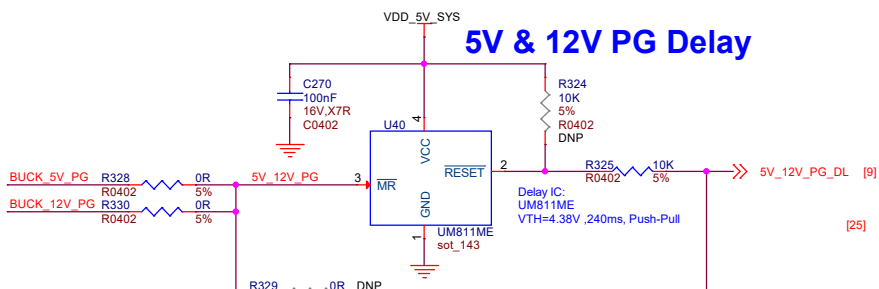 VDD_5V_SYS
5V & 12V PG Delay
C270
100nF
16V,X7R
C0402
R324
10K
5%
R0402
DNP
U40
4
VCC
BUCK_5V_PG R328 0R
R0402 5%
5V_12V_PG
3
MR
RESET
2
R325 10K
R0402 5%
5V_12V_PG_DL [9]
BUCK_12V_PG R330 0R
R0402 5%
GND
1
UM811ME
sot_143
Delay IC:
UM811ME
VTH=4.38V ,240ms, Push-Pull
[25]
R329 0R DNP